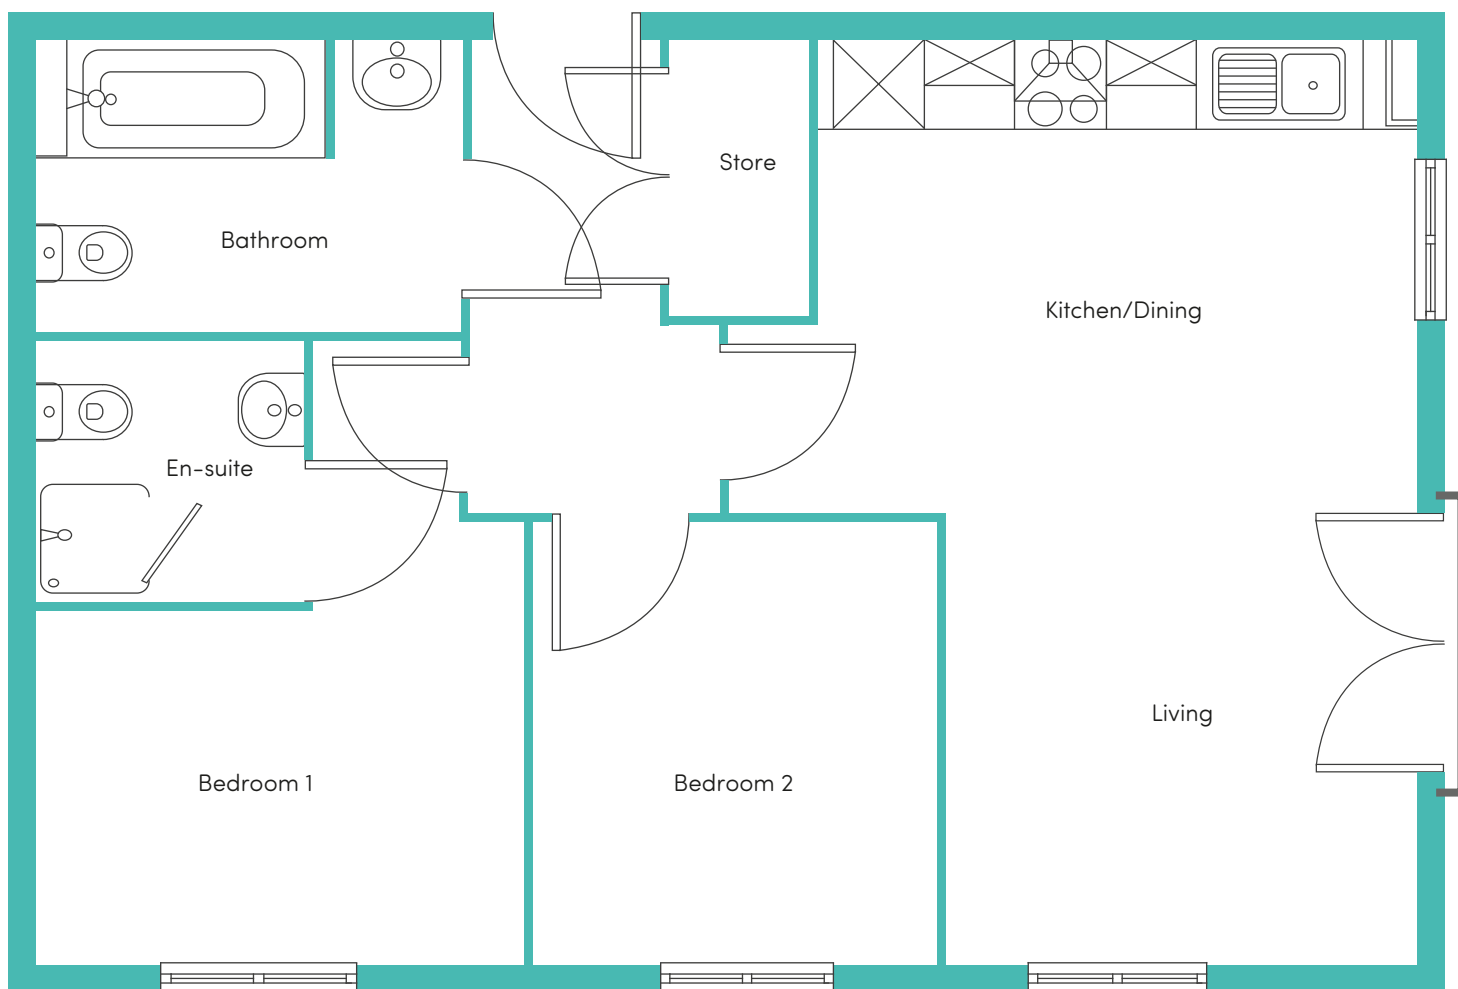 Store
Bathroom
Kitchen/Dining
En-suite
Living
Bedroom 1
Bedroom 2